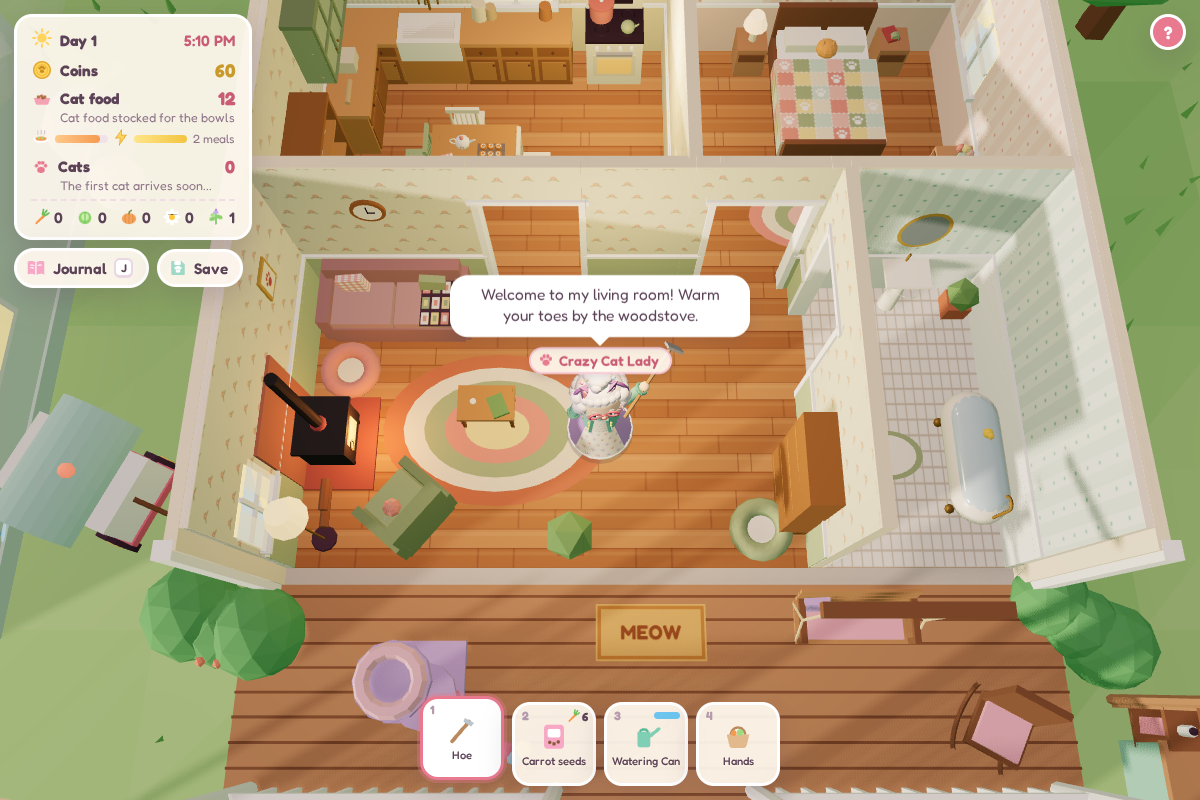 Day 1 5:10 PM
Coins 60
Cat food 12
Cat food stocked for the bowls
2 meals
Cats 0
The first cat arrives soon...
0 0 0 0 1
Journal J Save
?
Welcome to my living room! Warm
your toes by the woodstove.
Crazy Cat Lady
MEOW
1 Hoe
2 6 Carrot seeds
3 Watering Can
4 Hands